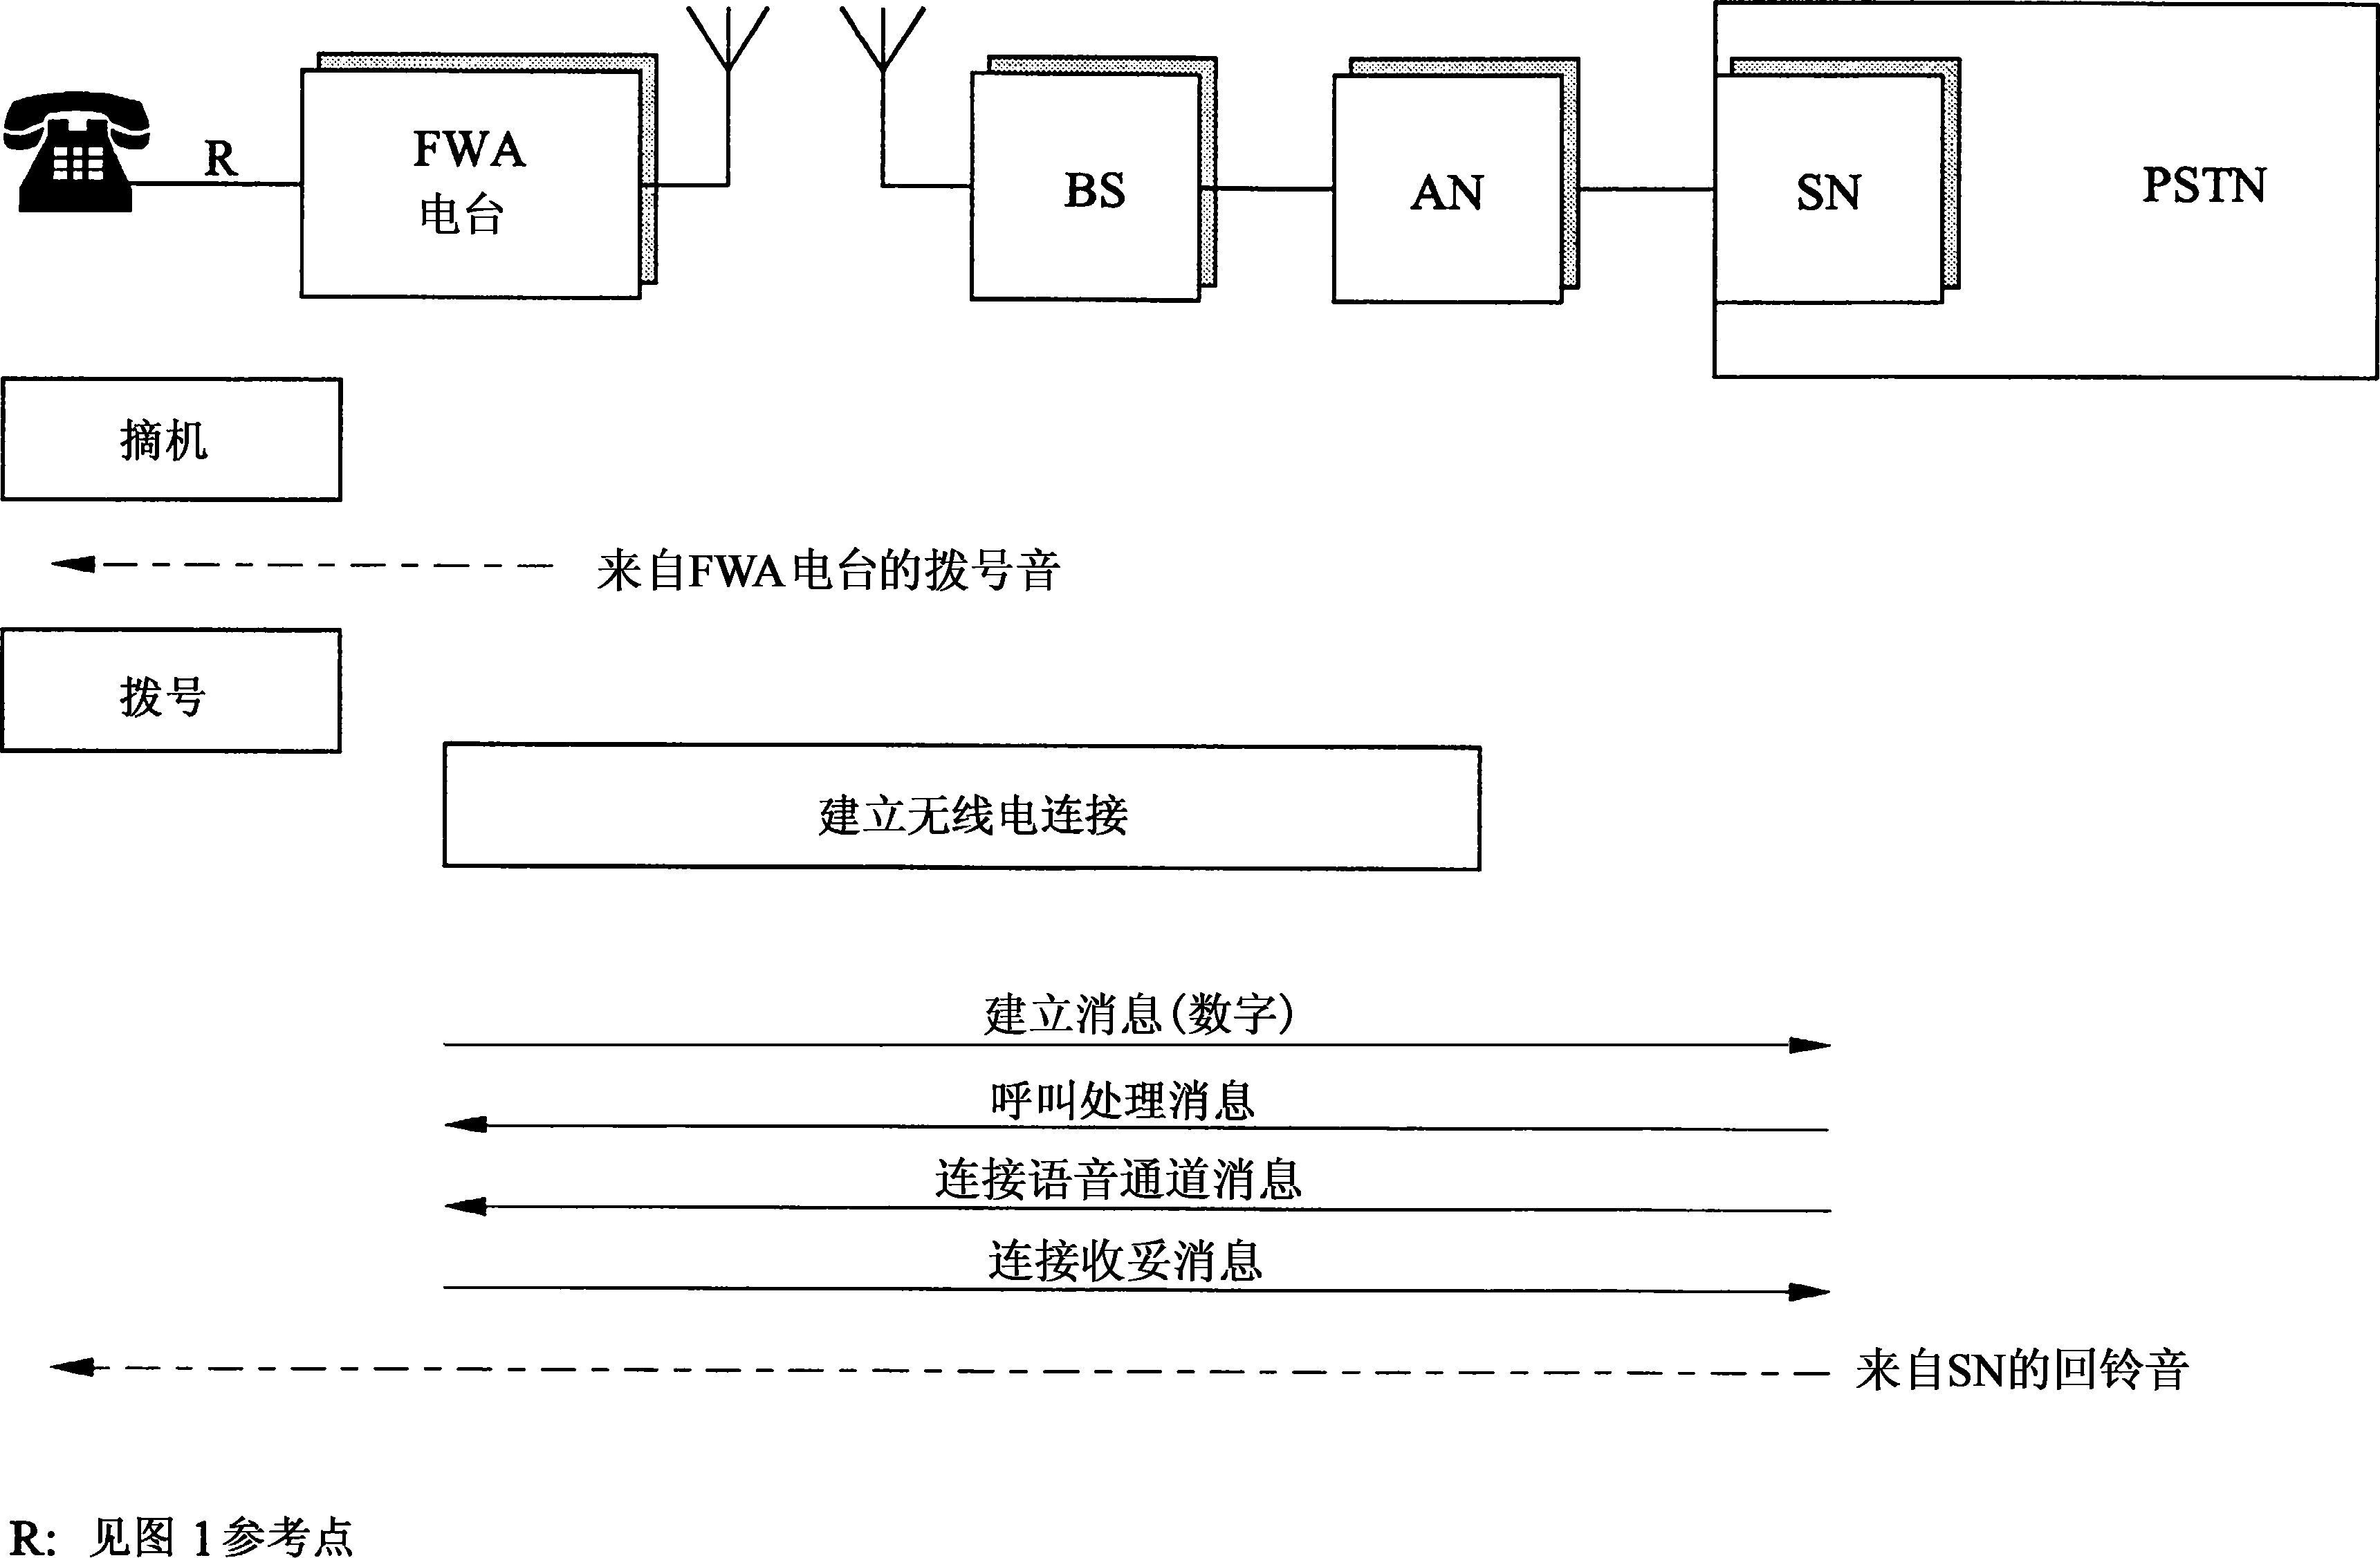 R
FWA
电台
BS
AN
SN
PSTN
摘机
来自FWA电台的拨号音
拨号
建立无线电连接
建立消息(数字)
呼叫处理消息
连接语音通道消息
连接收妥消息
来自SN的回铃音
R: 见图 1参考点